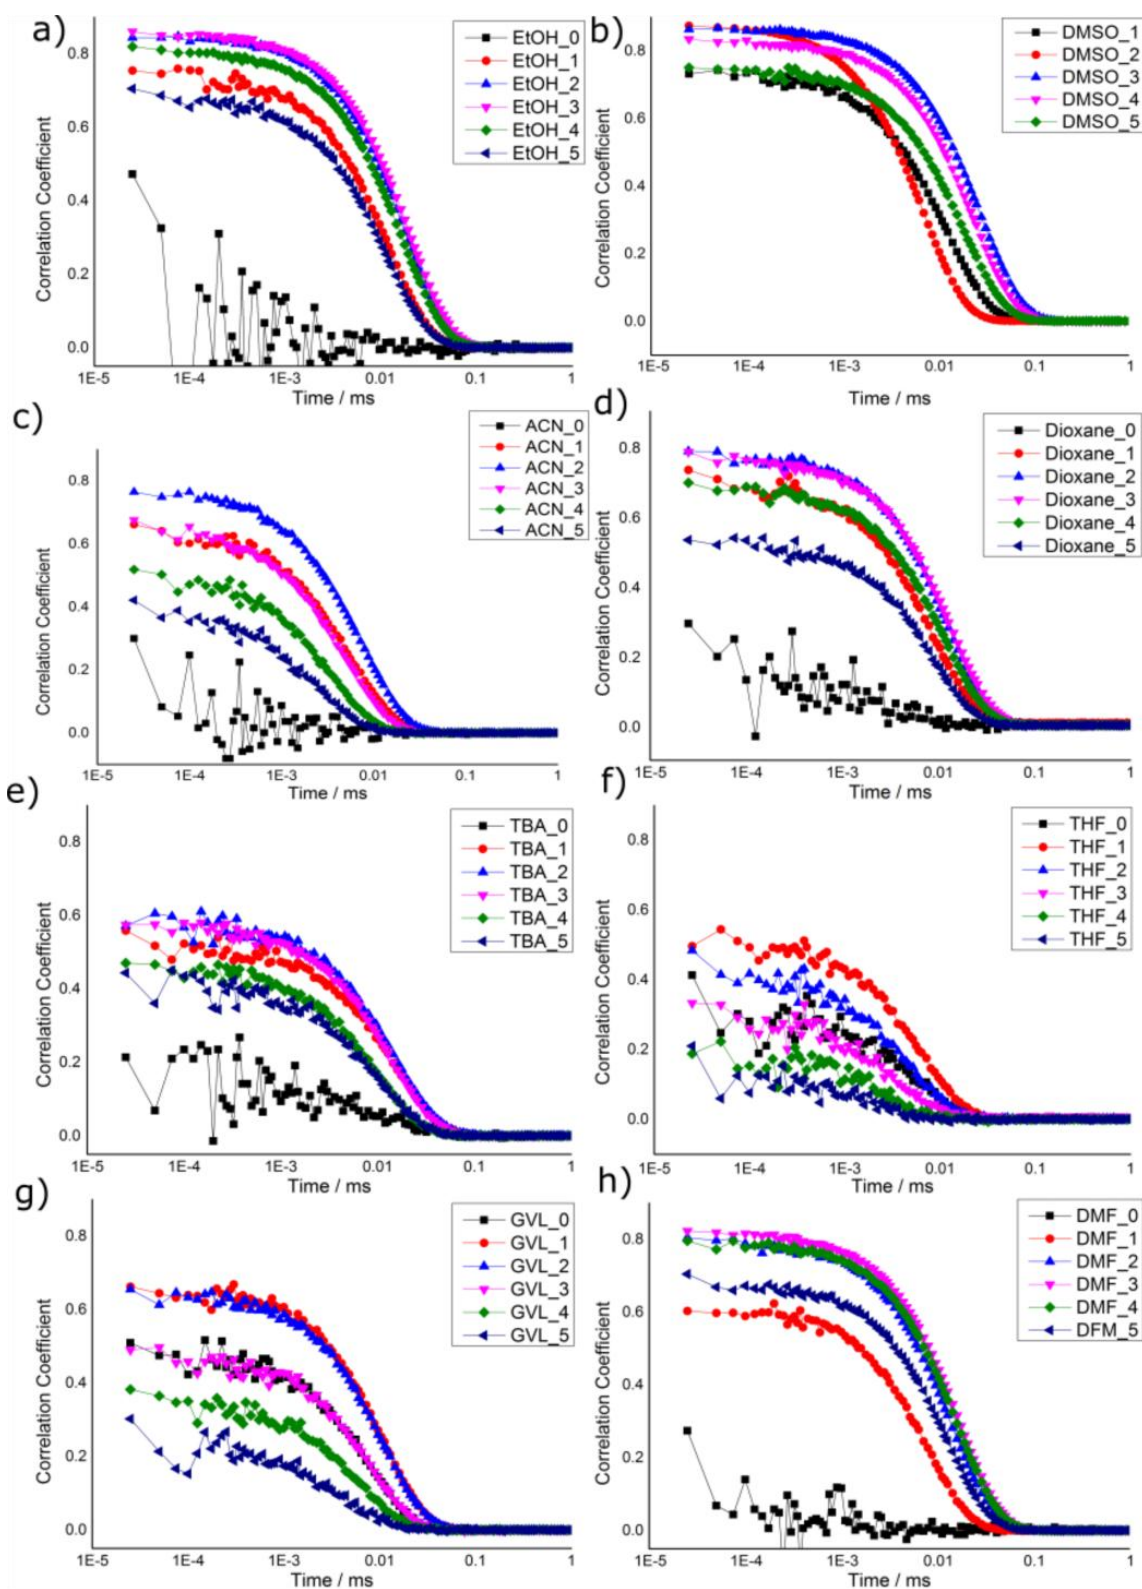 a)
EtOH_0
EtOH_1
EtOH_2
EtOH_3
EtOH_4
EtOH_5
0.8
0.6
0.4
0.2
0.0
Correlation Coefficient
1E-5 1E-4 1E-3 0.01 0.1 1
Time / ms
b)
DMSO_1
DMSO_2
DMSO_3
DMSO_4
DMSO_5
0.8
0.6
0.4
0.2
0.0
Correlation Coefficient
1E-5 1E-4 1E-3 0.01 0.1 1
Time / ms
c)
ACN_0
ACN_1
ACN_2
ACN_3
ACN_4
ACN_5
0.8
0.6
0.4
0.2
0.0
Correlation Coefficient
1E-5 1E-4 1E-3 0.01 0.1 1
Time / ms
d)
Dioxane_0
Dioxane_1
Dioxane_2
Dioxane_3
Dioxane_4
Dioxane_5
0.8
0.6
0.4
0.2
0.0
Correlation Coefficient
1E-5 1E-4 1E-3 0.01 0.1 1
Time / ms
e)
TBA_0
TBA_1
TBA_2
TBA_3
TBA_4
TBA_5
0.8
0.6
0.4
0.2
0.0
Correlation Coefficient
1E-5 1E-4 1E-3 0.01 0.1 1
Time / ms
f)
THF_0
THF_1
THF_2
THF_3
THF_4
THF_5
0.8
0.6
0.4
0.2
0.0
Correlation Coefficient
1E-5 1E-4 1E-3 0.01 0.1 1
Time / ms
g)
GVL_0
GVL_1
GVL_2
GVL_3
GVL_4
GVL_5
0.8
0.6
0.4
0.2
0.0
Correlation Coefficient
1E-5 1E-4 1E-3 0.01 0.1 1
Time / ms
h)
DMF_0
DMF_1
DMF_2
DMF_3
DMF_4
DFM_5
0.8
0.6
0.4
0.2
0.0
Correlation Coefficient
1E-5 1E-4 1E-3 0.01 0.1 1
Time / ms